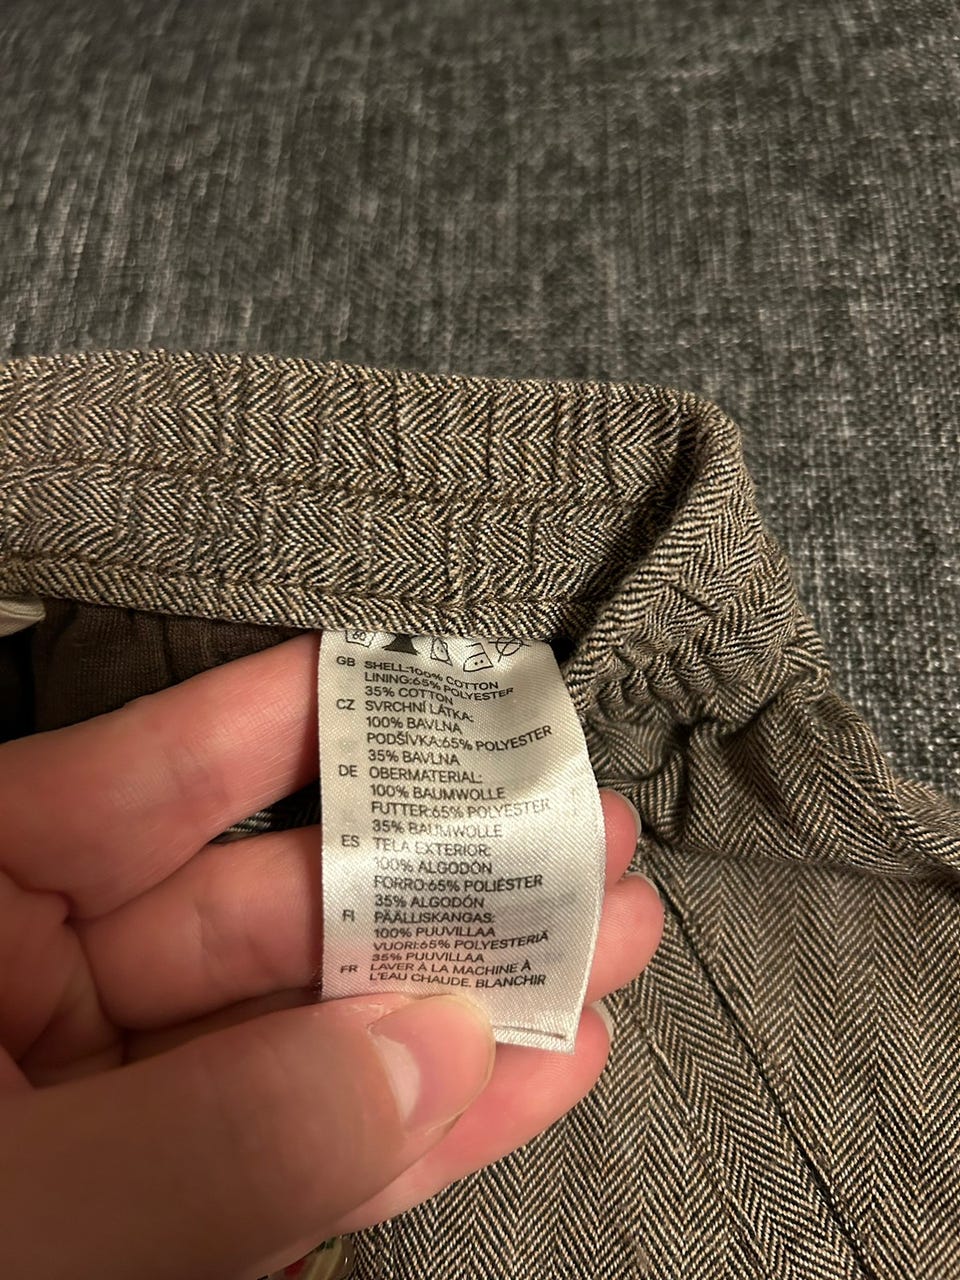 60
GB SHELL:100% COTTON
LINING:65% POLYESTER
35% COTTON
CZ SVRCHNÍ LÁTKA:
100% BAVLNA
PODŠÍVKA:65% POLYESTER
35% BAVLNA
DE OBERMATERIAL:
100% BAUMWOLLE
FUTTER:65% POLYESTER
35% BAUMWOLLE
ES TELA EXTERIOR:
100% ALGODÓN
FORRO:65% POLIÉSTER
35% ALGODÓN
FI PÄÄLLISKANGAS:
100% PUUVILLAA
VUORI:65% POLYESTERIÄ
35% PUUVILLAA
FR LAVER À LA MACHINE À
L'EAU CHAUDE. BLANCHIR